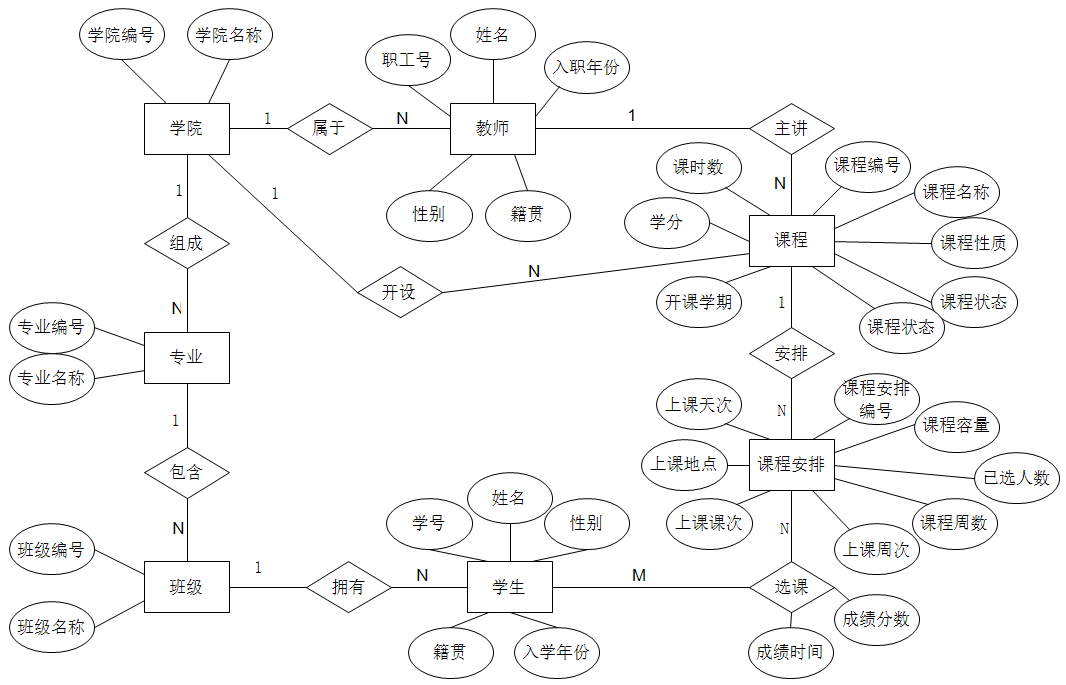 学院编号
学院名称
姓名
职工号
入职年份
学院
1
属于
N
教师
1
主讲
课时数
课程编号
1
1
N
课程名称
性别
籍贯
学分
课程
课程性质
组成
N
开设
开课学期
1
课程状态
N
课程状态
专业编号
专业
安排
专业名称
上课天次
课程安排
编号
1
N
课程容量
包含
上课地点
课程安排
已选人数
姓名
学号
性别
上课课次
课程周数
N
N
班级编号
上课周次
1
N
M
班级
拥有
学生
选课
班级名称
成绩分数
籍贯
入学年份
成绩时间